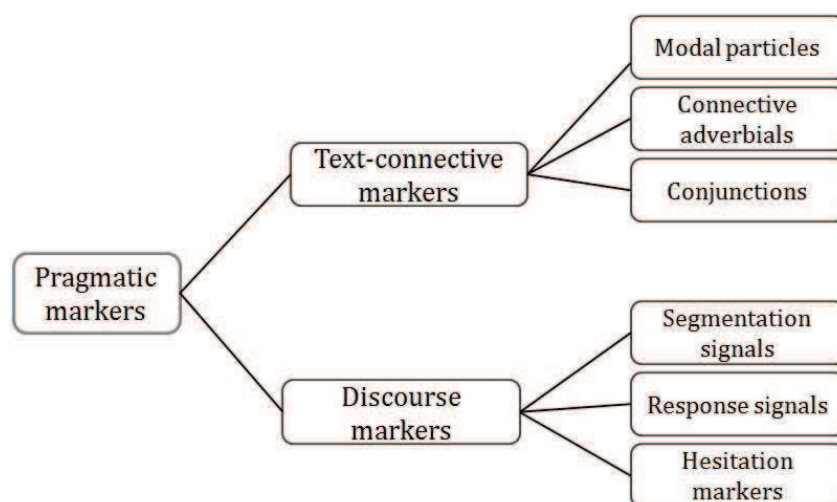 Pragmatic
markers
Text-connective
markers
Modal particles
Connective
adverbials
Conjunctions
Discourse
markers
Segmentation
signals
Response signals
Hesitation
markers